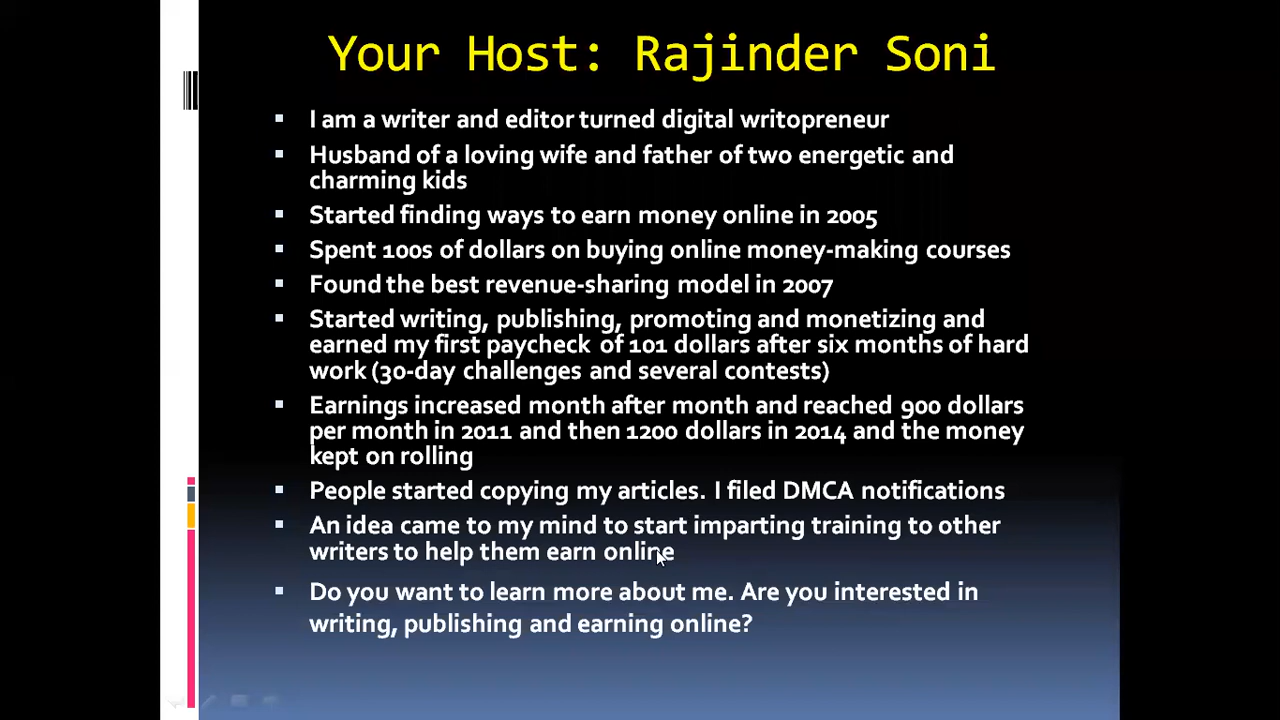 Your Host: Rajinder Soni
I am a writer and editor turned digital writopreneur
Husband of a loving wife and father of two energetic and
charming kids
Started finding ways to earn money online in 2005
Spent 100s of dollars on buying online money-making courses
Found the best revenue-sharing model in 2007
Started writing, publishing, promoting and monetizing and
earned my first paycheck of 101 dollars after six months of hard
work (30-day challenges and several contests)
Earnings increased month after month and reached 900 dollars
per month in 2011 and then 1200 dollars in 2014 and the money
kept on rolling
People started copying my articles. I filed DMCA notifications
An idea came to my mind to start imparting training to other
writers to help them earn online
Do you want to learn more about me. Are you interested in
writing, publishing and earning online?